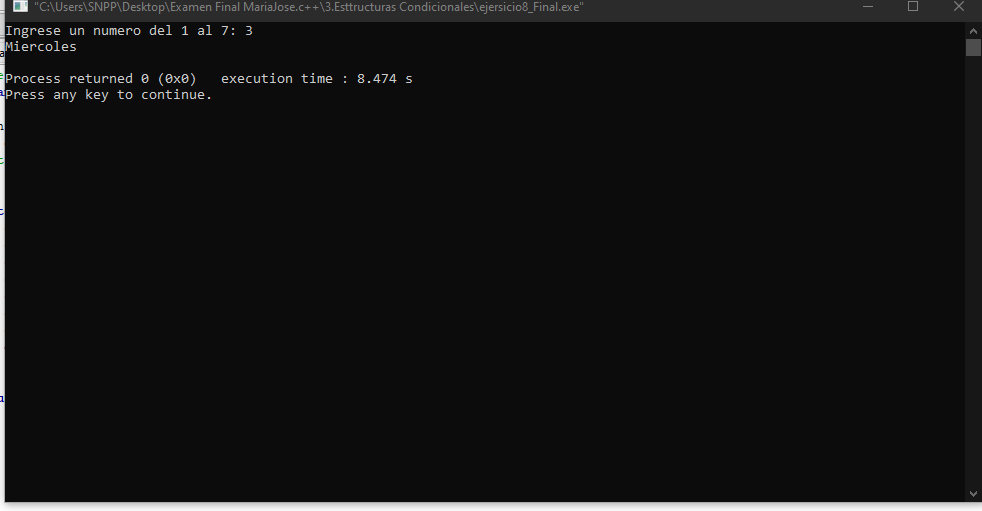 "C:\Users\SNPP\Desktop\Examen Final MariaJose.c++\3.Esttructuras Condicionales\ejersicio8_Final.exe"
Ingrese un numero del 1 al 7: 3
Miercoles
Process returned 0 (0x0)   execution time : 8.474 s
Press any key to continue.